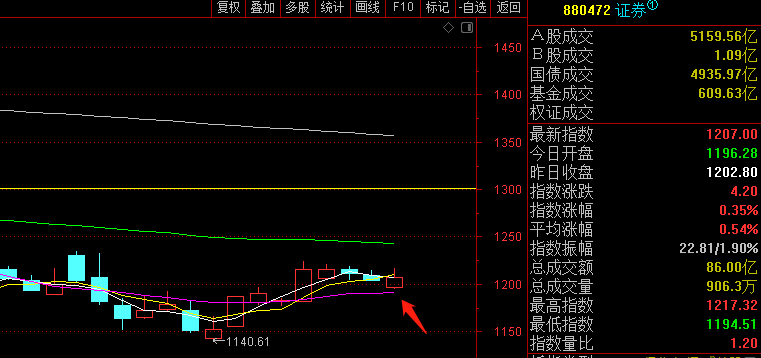 复权 叠加 多股 统计 画线 F10 标记 -自选 返回
880472 证券①
1450
1400
1350
1300
1250
1200
1150
←1140.61
A股成交 5159.56亿
B股成交 1.09亿
国债成交 4935.97亿
基金成交 609.63亿
权证成交
最新指数 1207.00
今日开盘 1196.28
昨日收盘 1202.80
指数涨跌 4.20
指数涨幅 0.35%
平均涨幅 0.54%
指数振幅 22.81/1.90%
总成交额 86.00亿
总成交量 906.3万
最高指数 1217.32
最低指数 1194.51
指数量比 1.20